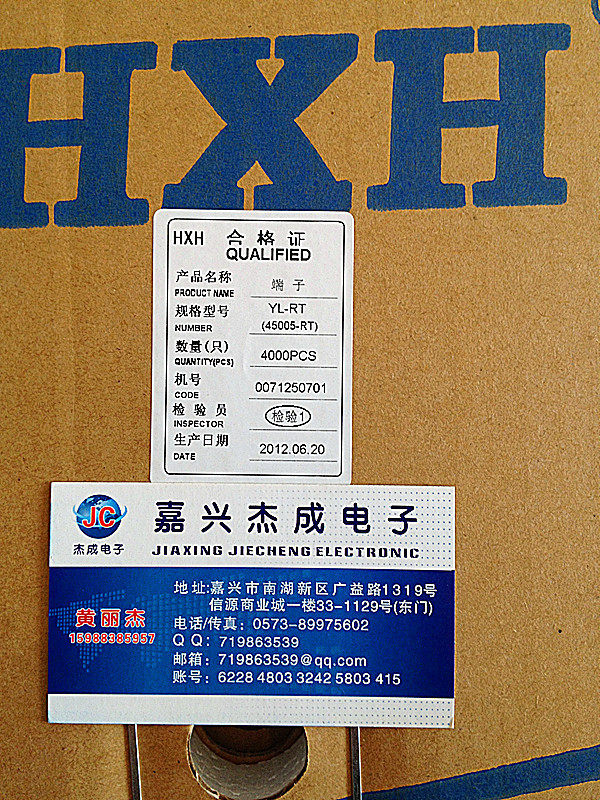 HXH
HXH 合格证
QUALIFIED
产品名称
PRODUCT NAME
端子
规格型号
NUMBER
YL-RT
(45005-RT)
数量(只)
QUANTITY(PCS)
4000PCS
机号
CODE
0071250701
检验员
INSPECTOR
检验1
生产日期
DATE
2012.06.20
JC
杰成电子
嘉兴杰成电子
JIAXING JIECHENG ELECTRONIC
黄丽杰
15988385957
地址:嘉兴市南湖新区广益路1319号
信源商业城一楼33-1129号(东门)
电话/传真: 0573-89975602
QQ: 719863539
邮箱: 719863539@qq.com
账号: 6228 4803 3242 5803 415